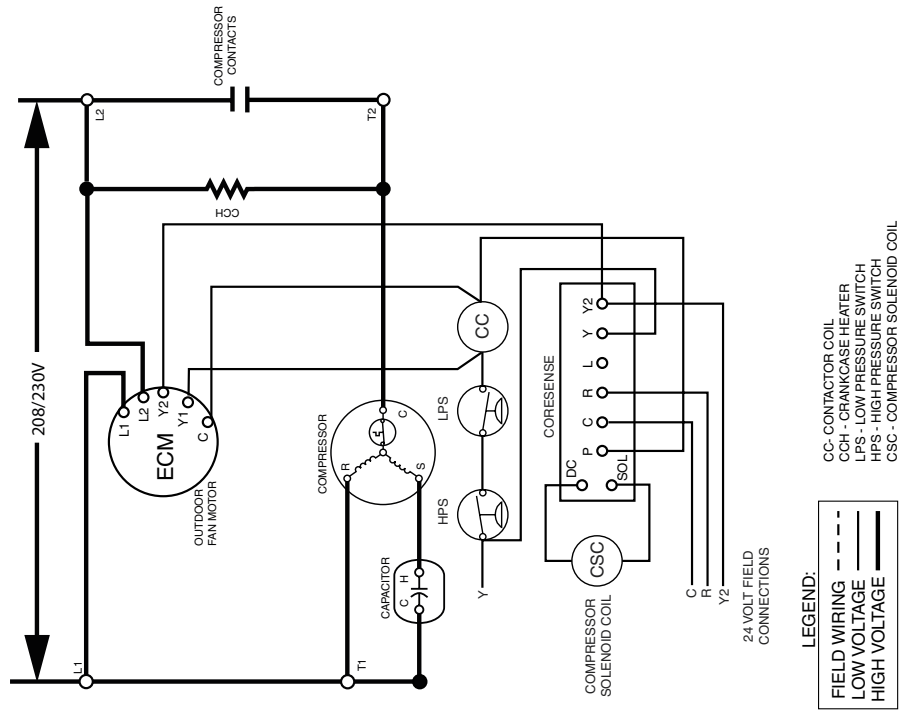 208/230V
L1
L2
COMPRESSOR
CONTACTS
T2
CCH
L1
L2
Y2
Y1
C
ECM
OUTDOOR
FAN MOTOR
COMPRESSOR
R
C
S
T1
CAPACITOR
C
H
CC
LPS
HPS
Y
CORESENSE
P
C
R
L
Y
Y2
DC
SOL
CSC
COMPRESSOR
SOLENOID COIL
C
R
Y2
24 VOLT FIELD
CONNECTIONS
LEGEND:
FIELD WIRING
LOW VOLTAGE
HIGH VOLTAGE
CC- CONTACTOR COIL
CCH - CRANKCASE HEATER
LPS - LOW PRESSURE SWITCH
HPS - HIGH PRESSURE SWITCH
CSC - COMPRESSOR SOLENOID COIL